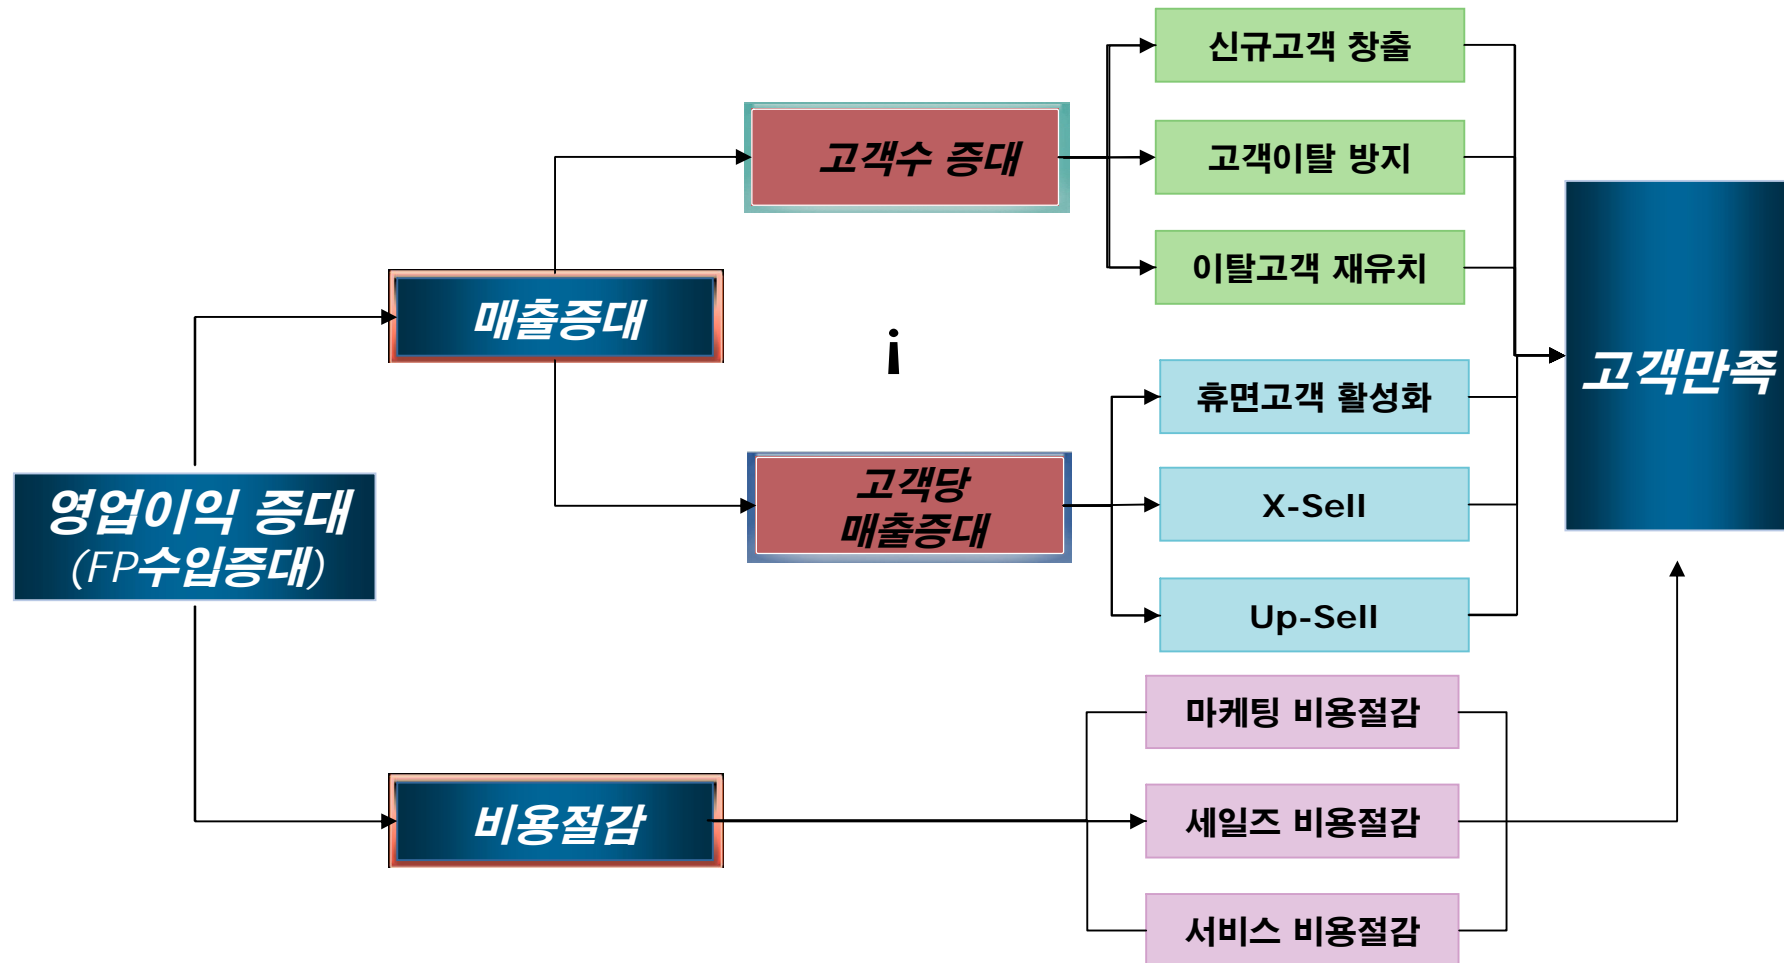 신규고객 창출
고객수 증대
고객이탈 방지
이탈고객 재유치
매출증대
¡
고객만족
휴면고객 활성화
고객당
매출증대
X-Sell
영업이익 증대
(FP수입증대)
Up-Sell
마케팅 비용절감
비용절감
세일즈 비용절감
서비스 비용절감